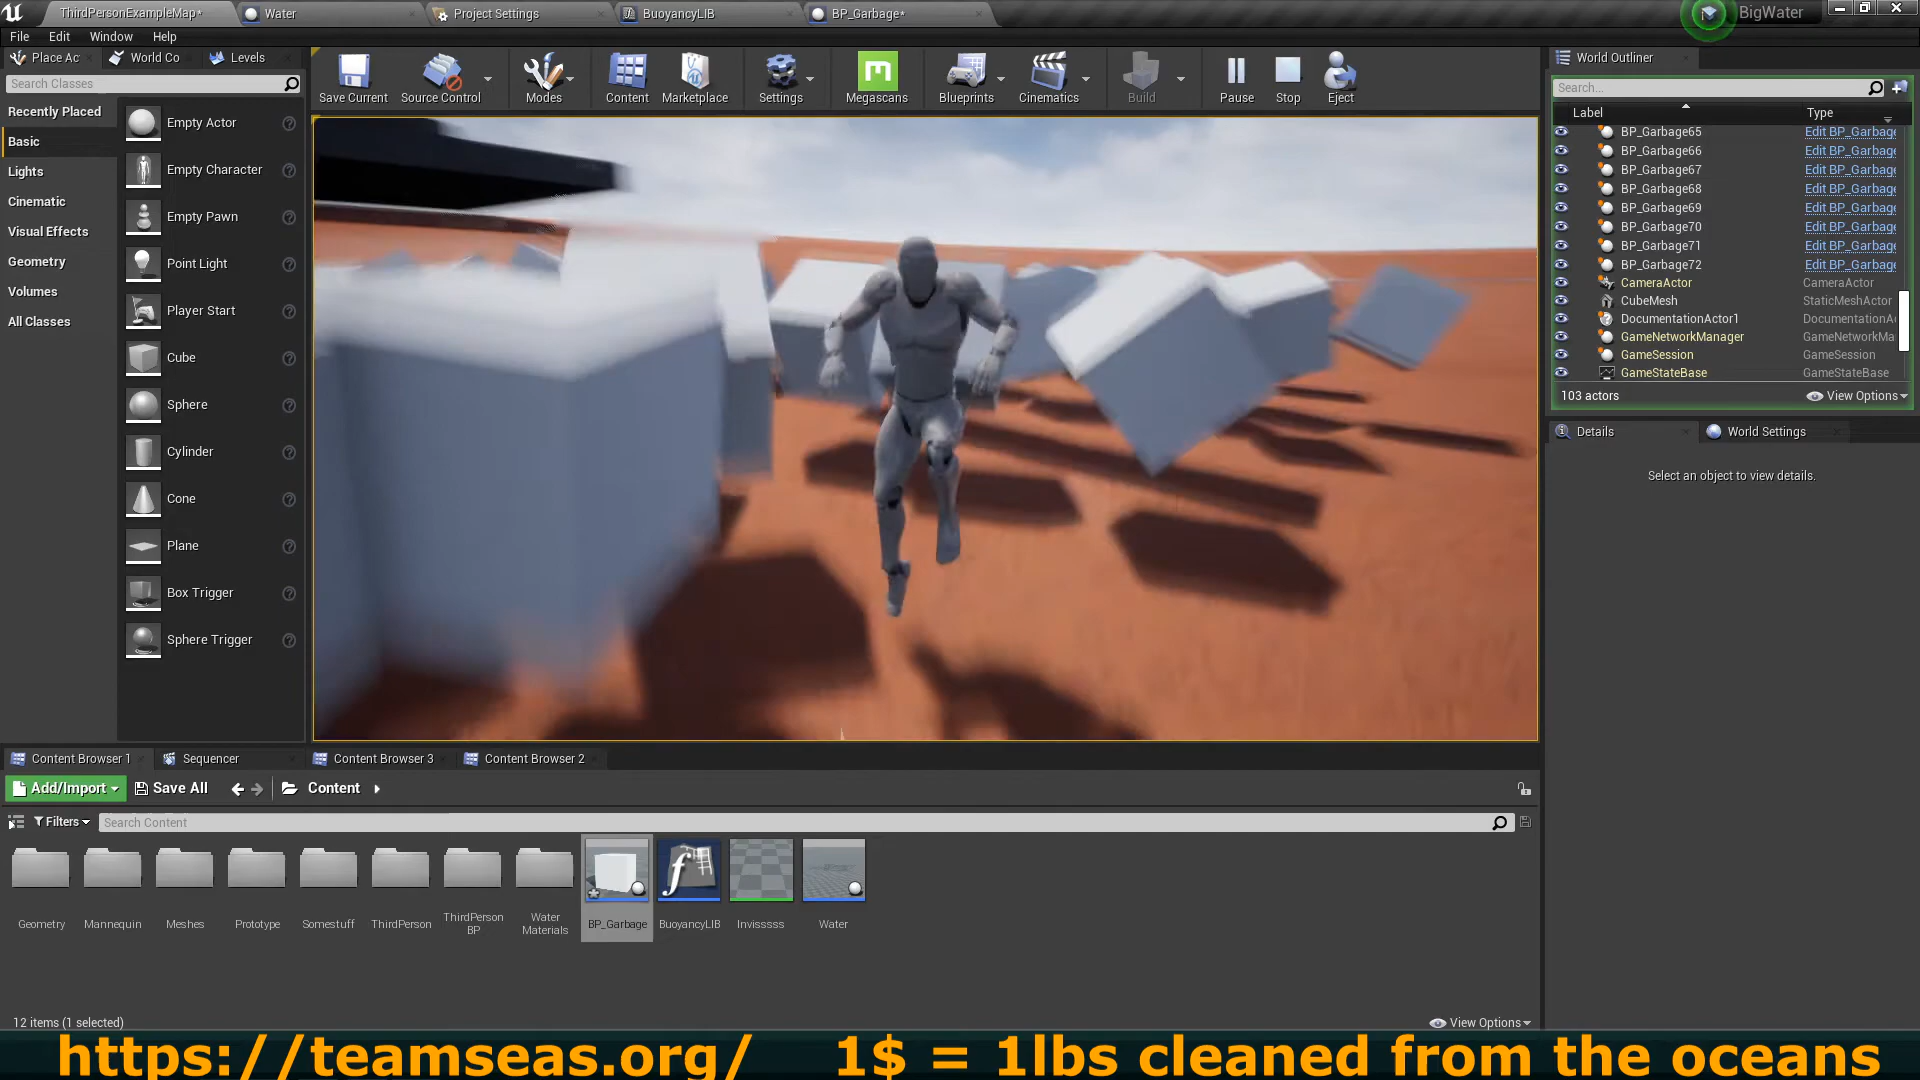 ThirdPersonExampleMap*
Water
Project Settings
BuoyancyLIB
BP_Garbage*
BigWater
File
Edit
Window
Help
Place Ac
World Co
Levels
Search Classes
Recently Placed
Basic
Lights
Cinematic
Visual Effects
Geometry
Volumes
All Classes
Empty Actor
Empty Character
Empty Pawn
Point Light
Player Start
Cube
Sphere
Cylinder
Cone
Plane
Box Trigger
Sphere Trigger
Save Current
Source Control
Modes
Content
Marketplace
Settings
Megascans
Blueprints
Cinematics
Build
Pause
Stop
Eject
World Outliner
Search...
Label
Type
BP_Garbage65
Edit BP_Garbage
BP_Garbage66
Edit BP_Garbage
BP_Garbage67
Edit BP_Garbage
BP_Garbage68
Edit BP_Garbage
BP_Garbage69
Edit BP_Garbage
BP_Garbage70
Edit BP_Garbage
BP_Garbage71
Edit BP_Garbage
BP_Garbage72
Edit BP_Garbage
CameraActor
CameraActor
CubeMesh
StaticMeshActor
DocumentationActor1
DocumentationA
GameNetworkManager
GameNetworkMa
GameSession
GameSession
GameStateBase
GameStateBase
103 actors
View Options
Details
World Settings
Select an object to view details.
Content Browser 1
Sequencer
Content Browser 3
Content Browser 2
Add/Import
Save All
Content
Filters
Search Content
Geometry
Mannequin
Meshes
Prototype
Somestuff
ThirdPerson
ThirdPerson
BP
Water
Materials
BP_Garbage
BuoyancyLIB
Invisssss
Water
12 items (1 selected)
View Options
https://teamseas.org/ 1$ = 1lbs cleaned from the oceans